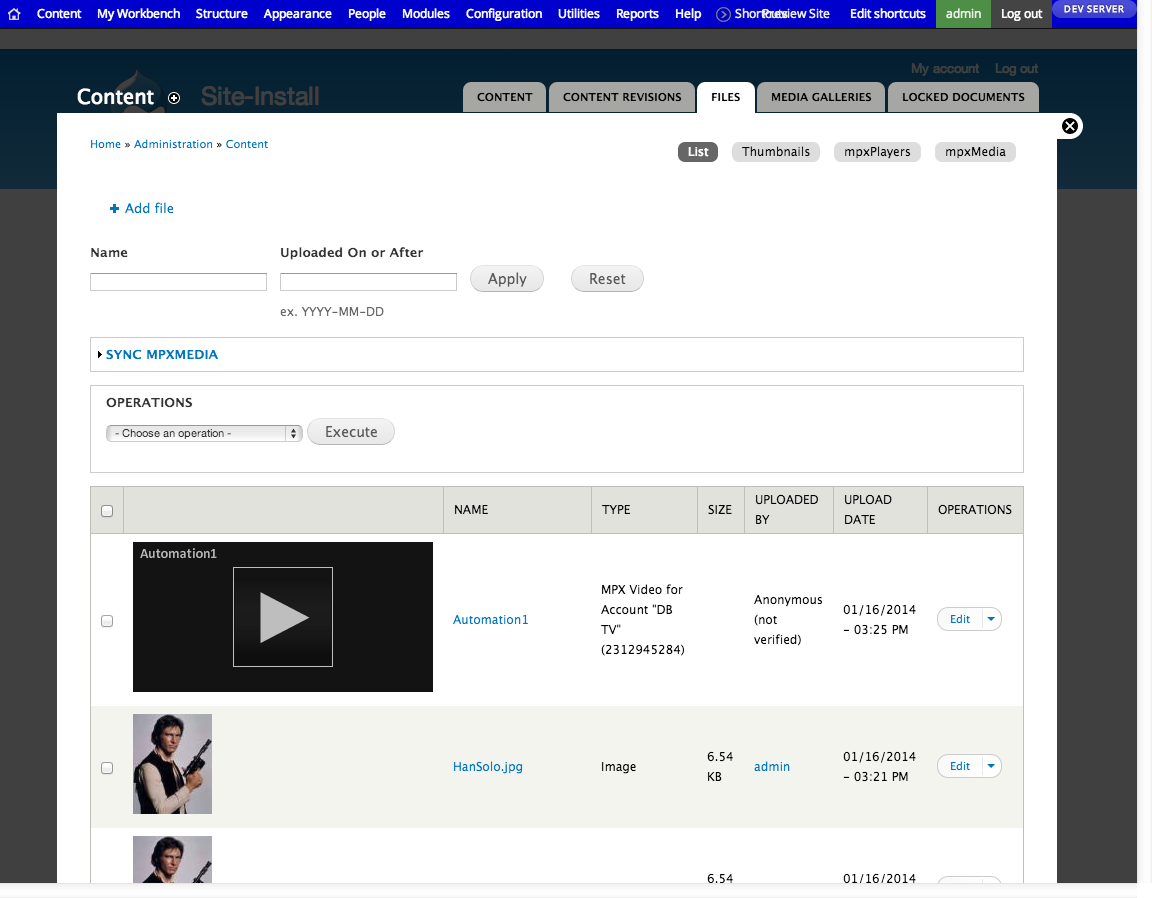 Content My Workbench Structure Appearance People Modules Configuration Utilities Reports Help Shortcuts Preview Site Edit shortcuts admin Log out DEV SERVER
My account Log out
Content Site-Install
CONTENT CONTENT REVISIONS FILES MEDIA GALLERIES LOCKED DOCUMENTS
Home » Administration » Content
List Thumbnails mpxPlayers mpxMedia
+ Add file
Name Uploaded On or After
Apply Reset
ex. YYYY-MM-DD
SYNC MPXMEDIA
OPERATIONS
- Choose an operation - Execute
NAME TYPE SIZE UPLOADED BY UPLOAD DATE OPERATIONS
Automation1
Automation1
MPX Video for
Account "DB
TV"
(2312945284)
Anonymous
(not
verified)
01/16/2014
– 03:25 PM
Edit
HanSolo.jpg
Image
6.54
KB
admin
01/16/2014
– 03:21 PM
Edit
6.54
01/16/2014